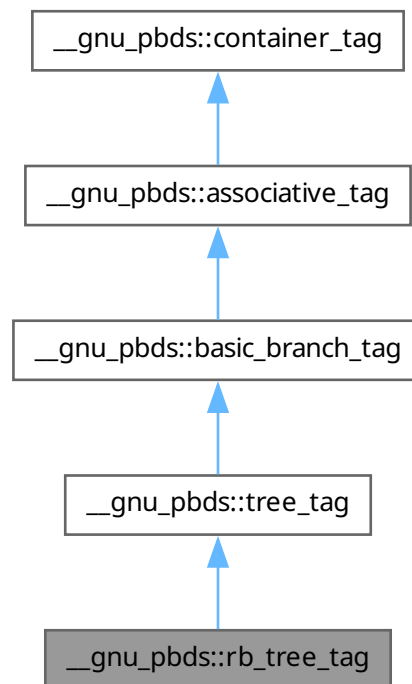 __gnu_pbds::container_tag
__gnu_pbds::associative_tag
__gnu_pbds::basic_branch_tag
__gnu_pbds::tree_tag
__gnu_pbds::rb_tree_tag